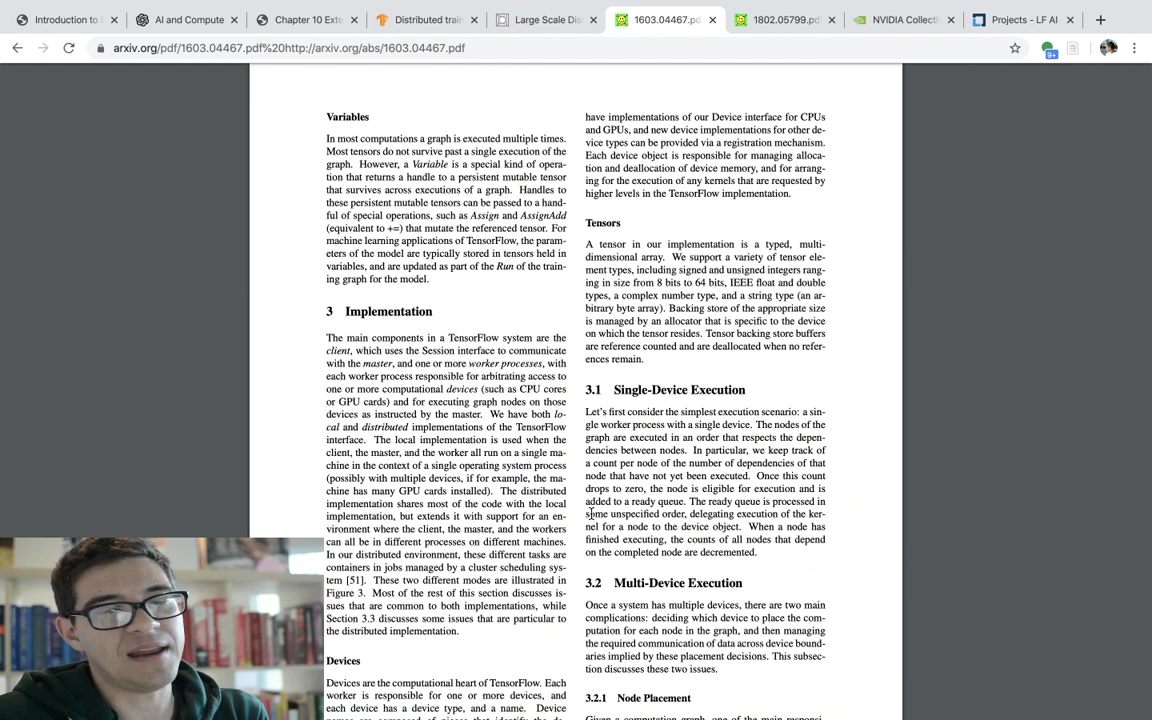 Introduction to
AI and Compute
Chapter 10 Exte
Distributed train
Large Scale Dis
1603.04467.pdf
1802.05799.pdf
NVIDIA Collecti
Projects - LF AI
arxiv.org/pdf/1603.04467.pdf%20http://arxiv.org/abs/1603.04467.pdf
9+
Variables
In most computations a graph is executed multiple times.
Most tensors do not survive past a single execution of the
graph. However, a Variable is a special kind of opera-
tion that returns a handle to a persistent mutable tensor
that survives across executions of a graph. Handles to
these persistent mutable tensors can be passed to a hand-
ful of special operations, such as Assign and AssignAdd
(equivalent to +=) that mutate the referenced tensor. For
machine learning applications of TensorFlow, the param-
eters of the model are typically stored in tensors held in
variables, and are updated as part of the Run of the train-
ing graph for the model.
3 Implementation
The main components in a TensorFlow system are the
client, which uses the Session interface to communicate
with the master, and one or more worker processes, with
each worker process responsible for arbitrating access to
one or more computational devices (such as CPU cores
or GPU cards) and for executing graph nodes on those
devices as instructed by the master. We have both lo-
cal and distributed implementations of the TensorFlow
interface. The local implementation is used when the
client, the master, and the worker all run on a single ma-
chine in the context of a single operating system process
(possibly with multiple devices, if for example, the ma-
chine has many GPU cards installed). The distributed
implementation shares most of the code with the local
implementation, but extends it with support for an en-
vironment where the client, the master, and the workers
can all be in different processes on different machines.
In our distributed environment, these different tasks are
containers in jobs managed by a cluster scheduling sys-
tem [51]. These two different modes are illustrated in
Figure 3. Most of the rest of this section discusses is-
sues that are common to both implementations, while
Section 3.3 discusses some issues that are particular to
the distributed implementation.
Devices
Devices are the computational heart of TensorFlow. Each
worker is responsible for one or more devices, and
each device has a device type, and a name. Device
names are composed of pieces that identify the de-
have implementations of our Device interface for CPUs
and GPUs, and new device implementations for other de-
vice types can be provided via a registration mechanism.
Each device object is responsible for managing alloca-
tion and deallocation of device memory, and for arrang-
ing for the execution of any kernels that are requested by
higher levels in the TensorFlow implementation.
Tensors
A tensor in our implementation is a typed, multi-
dimensional array. We support a variety of tensor ele-
ment types, including signed and unsigned integers rang-
ing in size from 8 bits to 64 bits, IEEE float and double
types, a complex number type, and a string type (an ar-
bitrary byte array). Backing store of the appropriate size
is managed by an allocator that is specific to the device
on which the tensor resides. Tensor backing store buffers
are reference counted and are deallocated when no refer-
ences remain.
3.1 Single-Device Execution
Let's first consider the simplest execution scenario: a sin-
gle worker process with a single device. The nodes of the
graph are executed in an order that respects the depen-
dencies between nodes. In particular, we keep track of
a count per node of the number of dependencies of that
node that have not yet been executed. Once this count
drops to zero, the node is eligible for execution and is
added to a ready queue. The ready queue is processed in
some unspecified order, delegating execution of the ker-
nel for a node to the device object. When a node has
finished executing, the counts of all nodes that depend
on the completed node are decremented.
3.2 Multi-Device Execution
Once a system has multiple devices, there are two main
complications: deciding which device to place the com-
putation for each node in the graph, and then managing
the required communication of data across device bound-
aries implied by these placement decisions. This subsec-
tion discusses these two issues.
3.2.1 Node Placement
Given a computation graph, one of the main responsi-